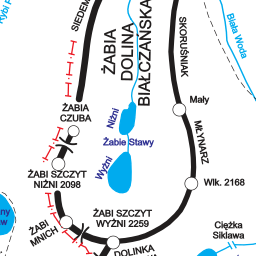 Rybi
SIEDEM
ŻABIA
DOLINA
BIAŁCZAŃSKA
SKORUŚNIAK
Biała Woda
ŻABIA
CZUBA
Niżni
Mały
Żabie Stawy
MŁYNARZ
ŻABI SZCZYT
NIŻNI 2098
Wyżni
Wlk. 2168
ŻABI
MNICH
ŻABI SZCZYT
WYŻNI 2259
Ciężka
Siklawa
DOLINKA